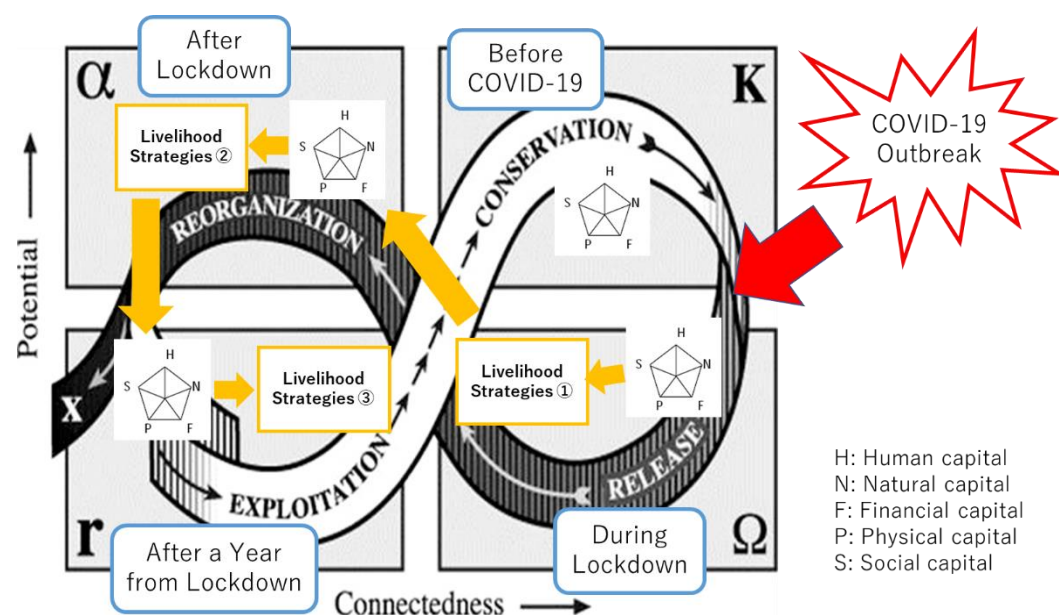 After
Lockdown
Before
COVID-19
α
K
COVID-19
Outbreak
Livelihood
Strategies ②
H
S
N
P
F
CONSERVATION
H
S
N
P
F
REORGANIZATION
Potential
H
S
N
P
F
Livelihood
Strategies ③
Livelihood
Strategies ①
H
S
N
P
F
x
EXPLOITATION
RELEASE
r
Ω
After a Year
from Lockdown
During
Lockdown
Connectedness
H: Human capital
N: Natural capital
F: Financial capital
P: Physical capital
S: Social capital